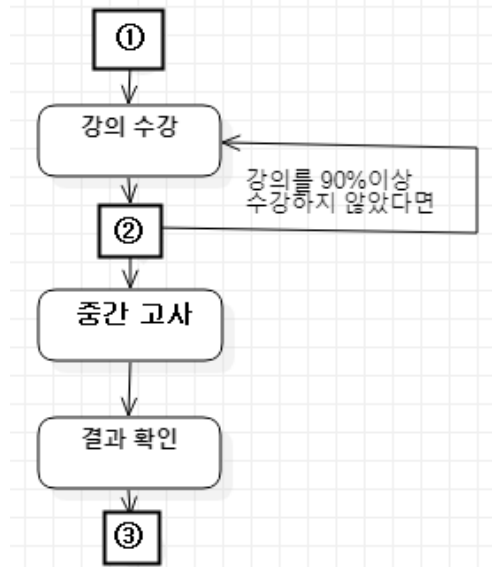 ①
강의 수강
강의를 90%이상
수강하지 않았다면
②
중간 고사
결과 확인
③